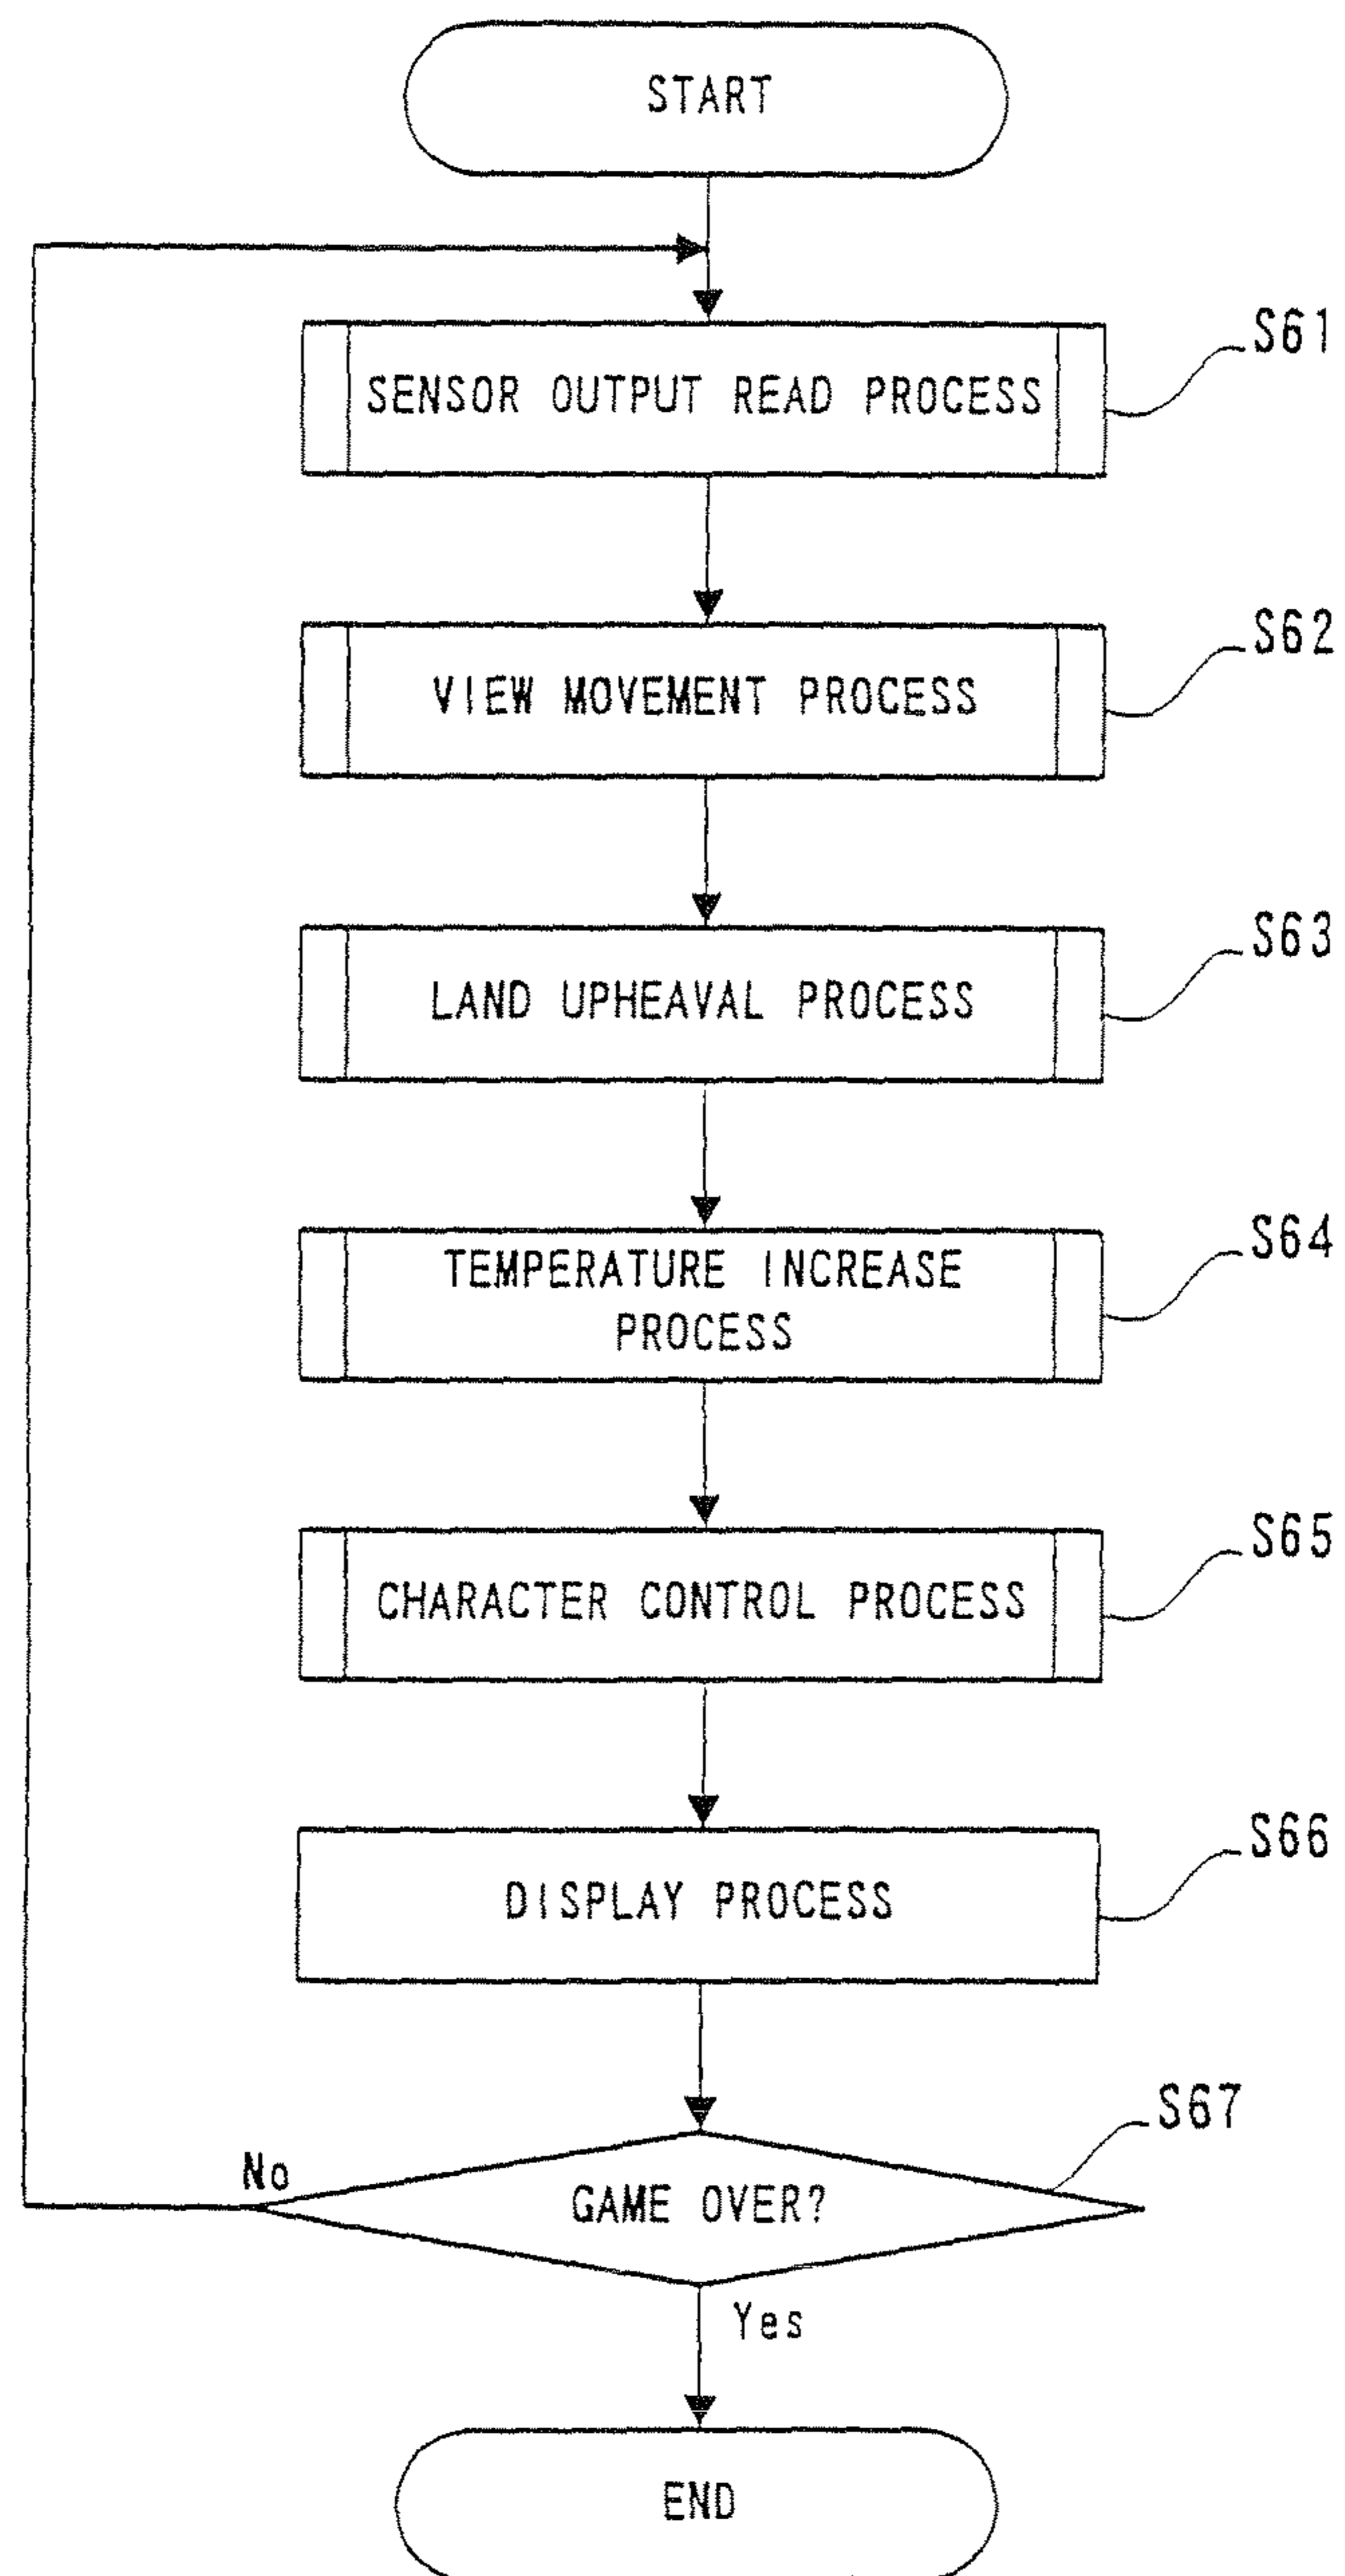 START
SENSOR OUTPUT READ PROCESS
S61
VIEW MOVEMENT PROCESS
S62
LAND UPHEAVAL PROCESS
S63
TEMPERATURE INCREASE
PROCESS
S64
CHARACTER CONTROL PROCESS
S65
DISPLAY PROCESS
S66
GAME OVER?
S67
No
Yes
END